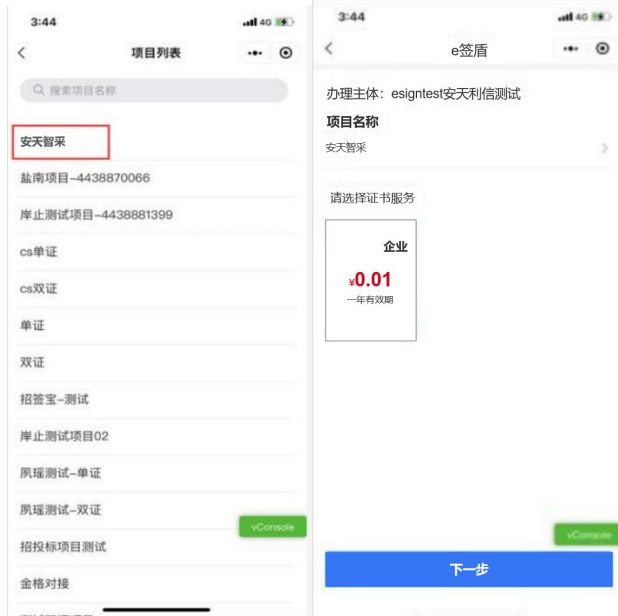 3:44
4G
项目列表
搜索项目名称
安天智采
盐南项目-4438870066
岸止测试项目-4438881399
cs单证
cs双证
单证
双证
招签宝-测试
岸止测试项目02
夙瑶测试-单证
夙瑶测试-双证
vConsole
招投标项目测试
金格对接
3:44
4G
e签盾
办理主体：esigntest安天利信测试
项目名称
安天智采
请选择证书服务
企业
¥0.01
一年有效期
vConsole
下一步